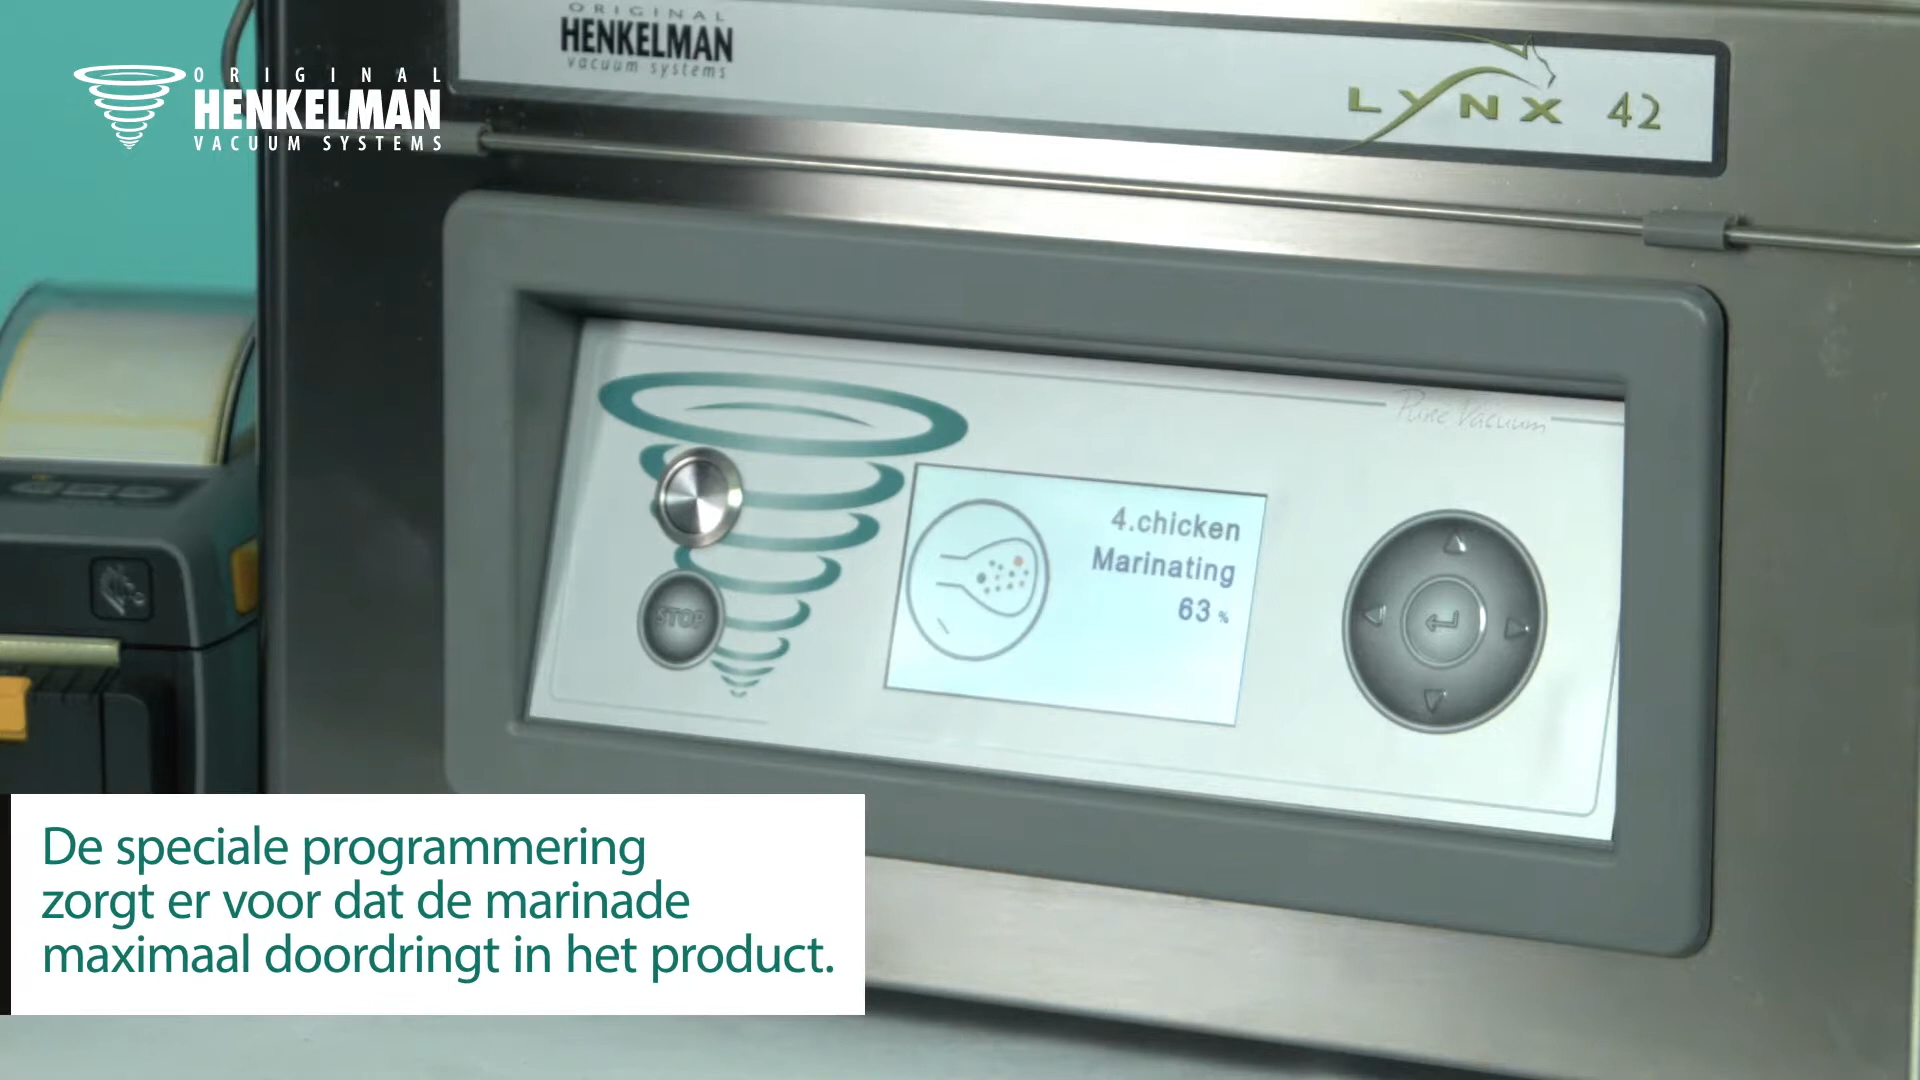 ORIGINAL
HENKELMAN
VACUUM SYSTEMS
ORIGINAL
HENKELMAN
vacuum systems
LYNX 42
Pure Vacuum
STOP
4.chicken
Marinating
63 %
De speciale programmering
zorgt er voor dat de marinade
maximaal doordringt in het product.